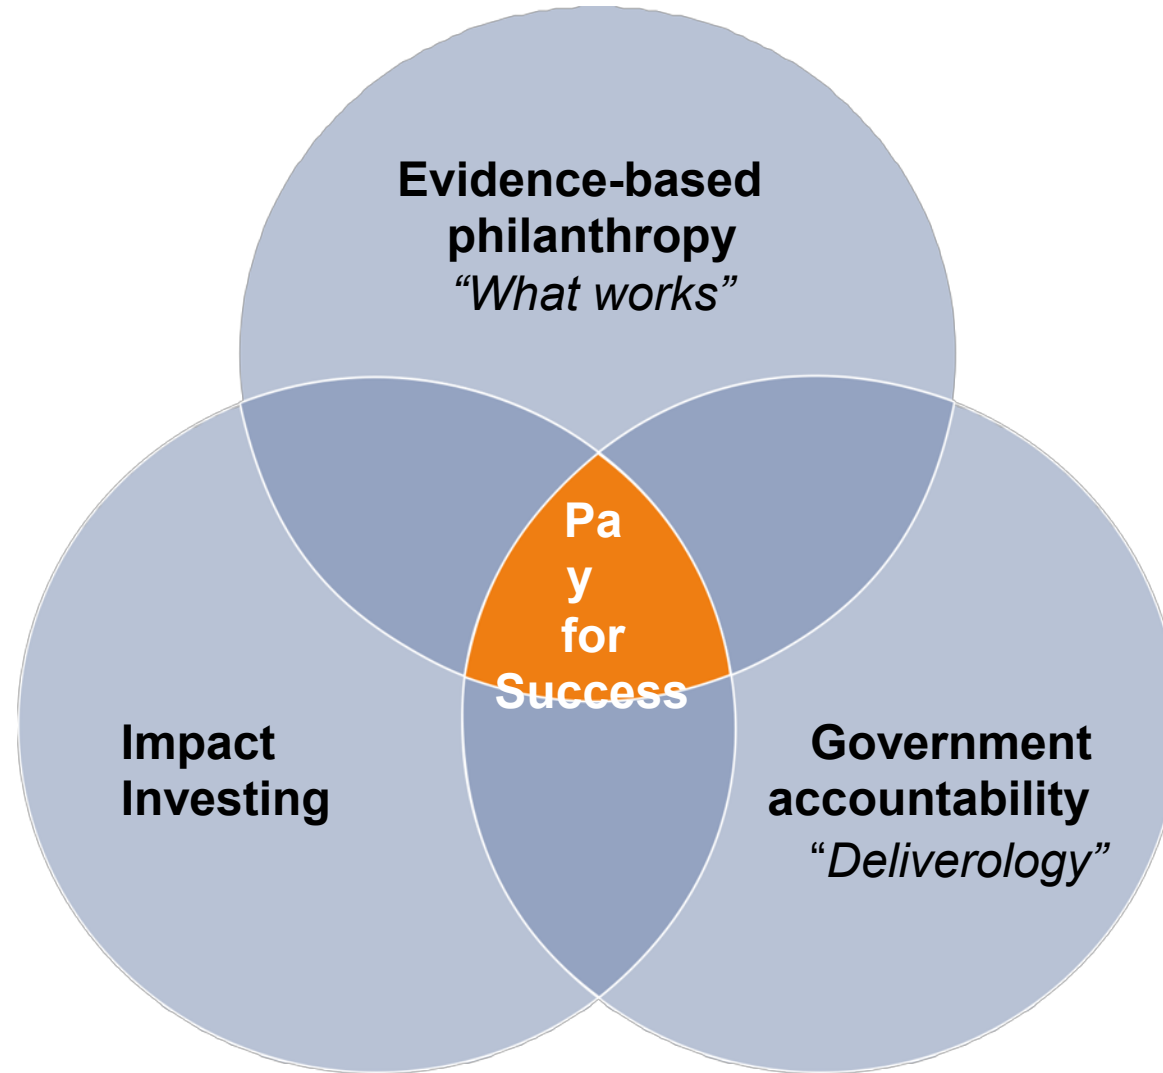 Evidence-based
philanthropy
“What works”
Pa
y
for
Success
Impact
Investing
Government
accountability
“Deliverology”